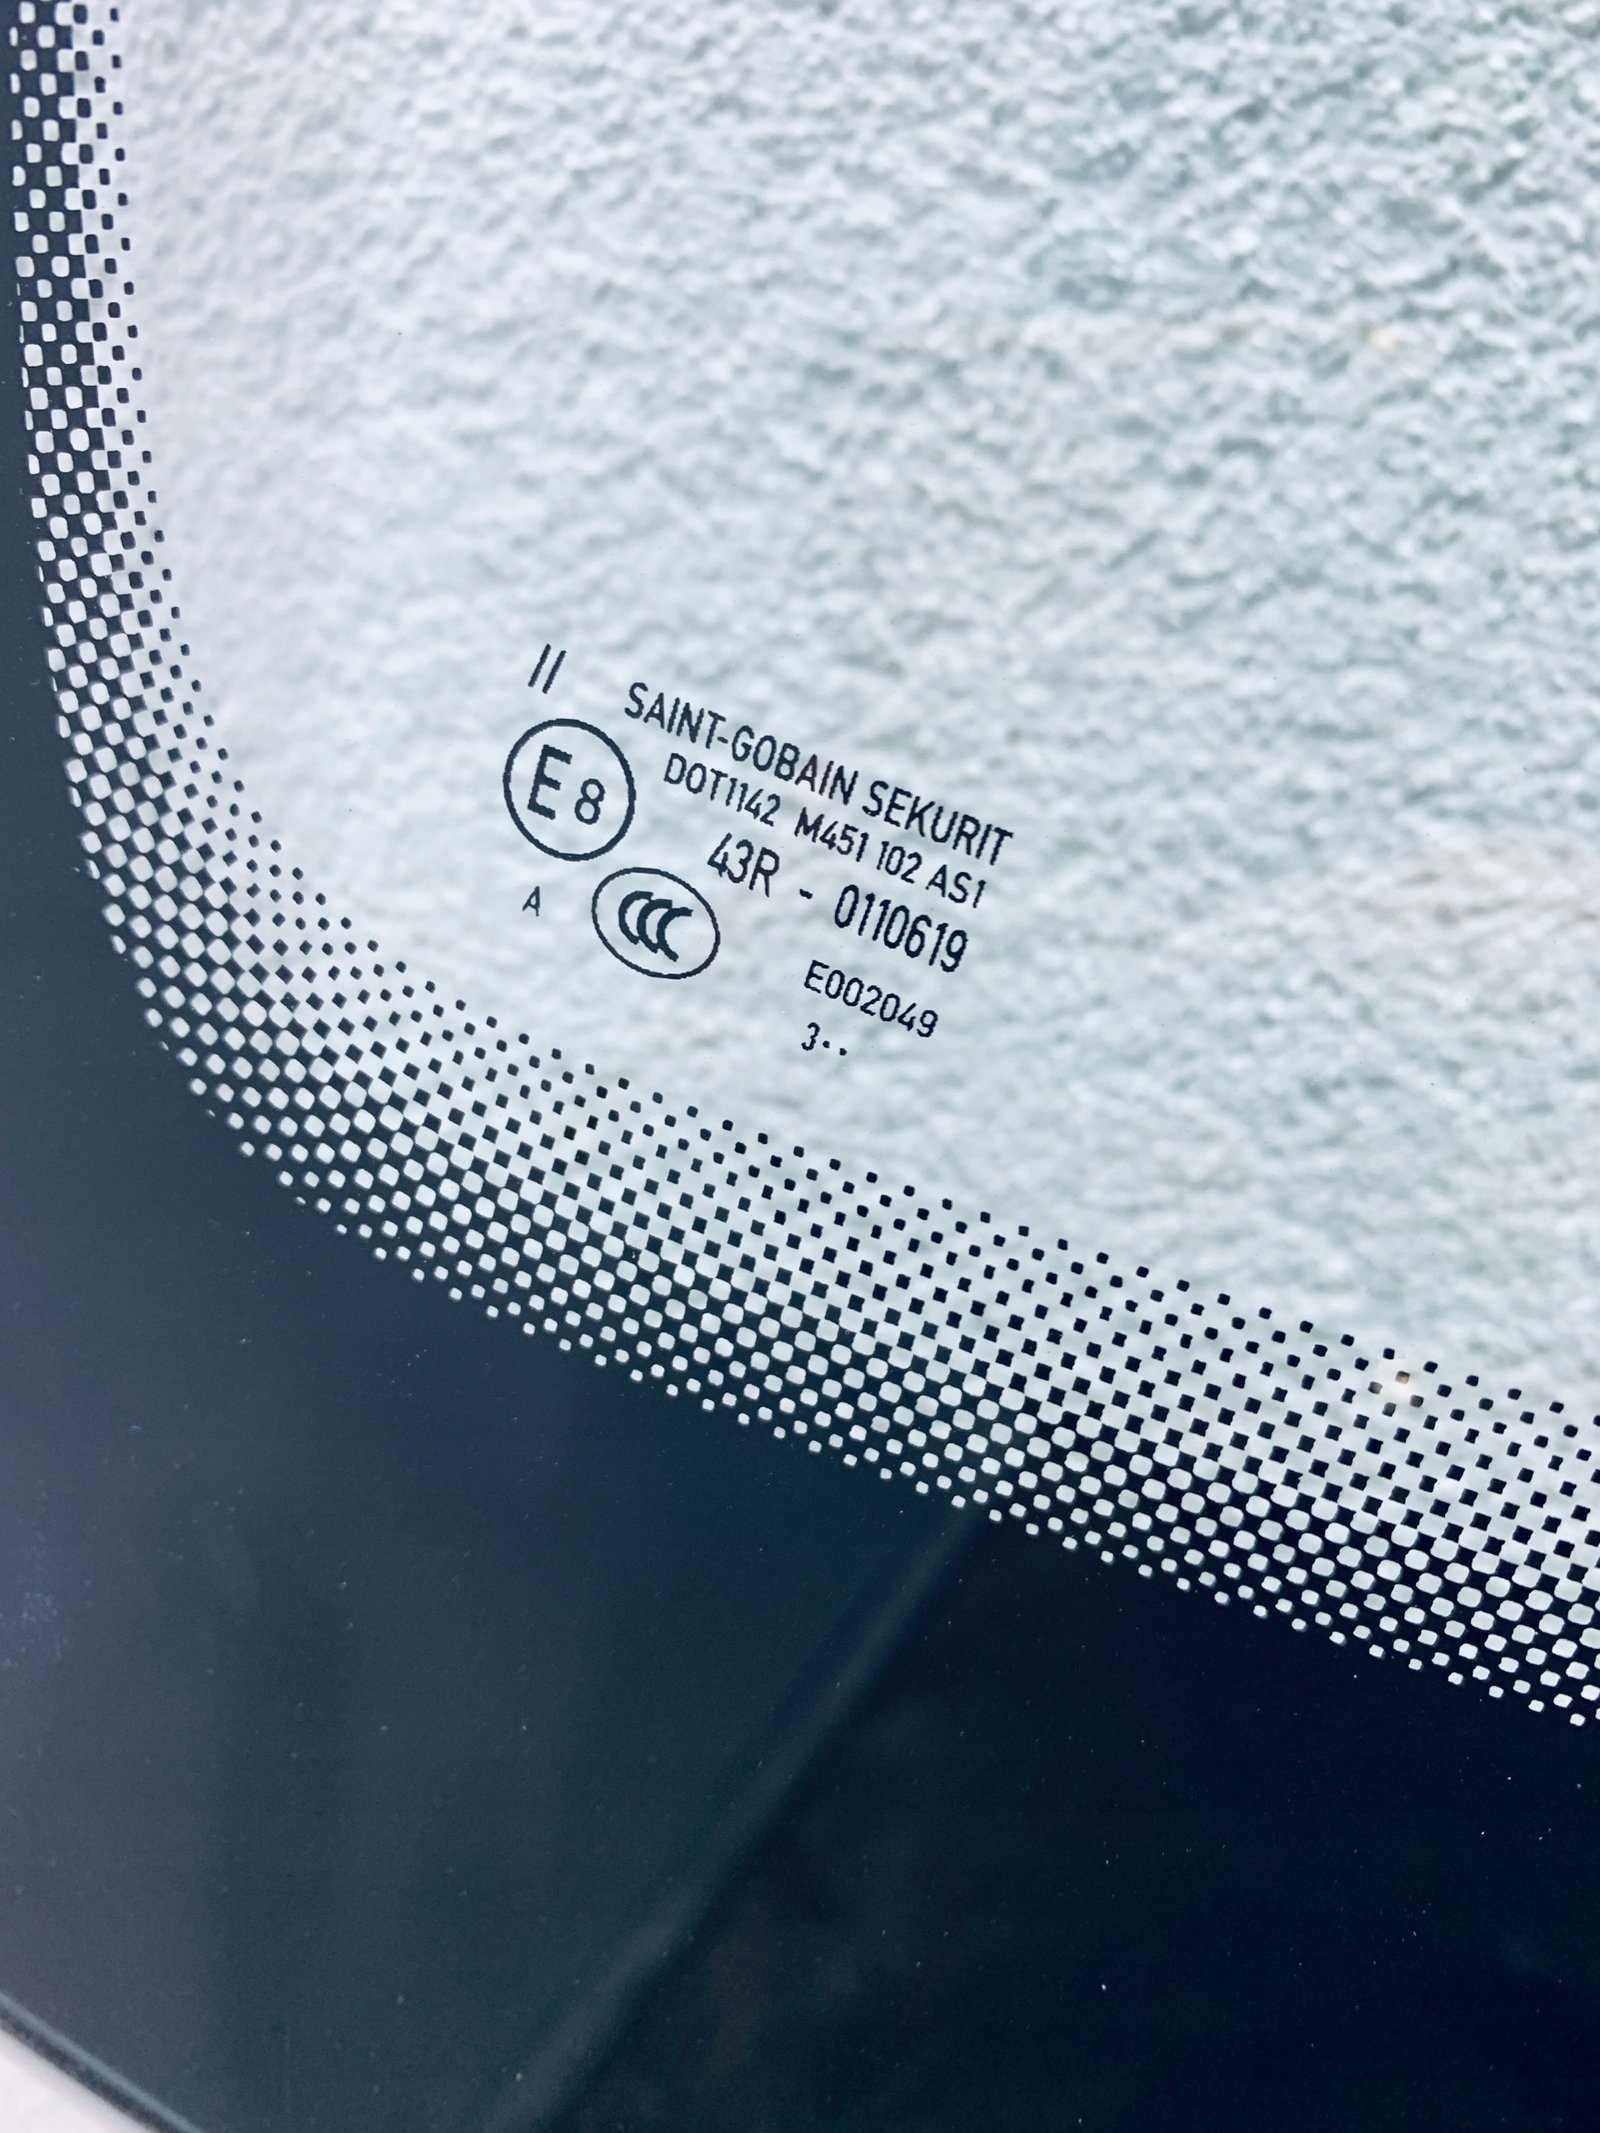 II
SAINT-GOBAIN SEKURIT
E8
DOT1142 M451 102 AS1
43R - 0110619
A
CCC
E002049
3··